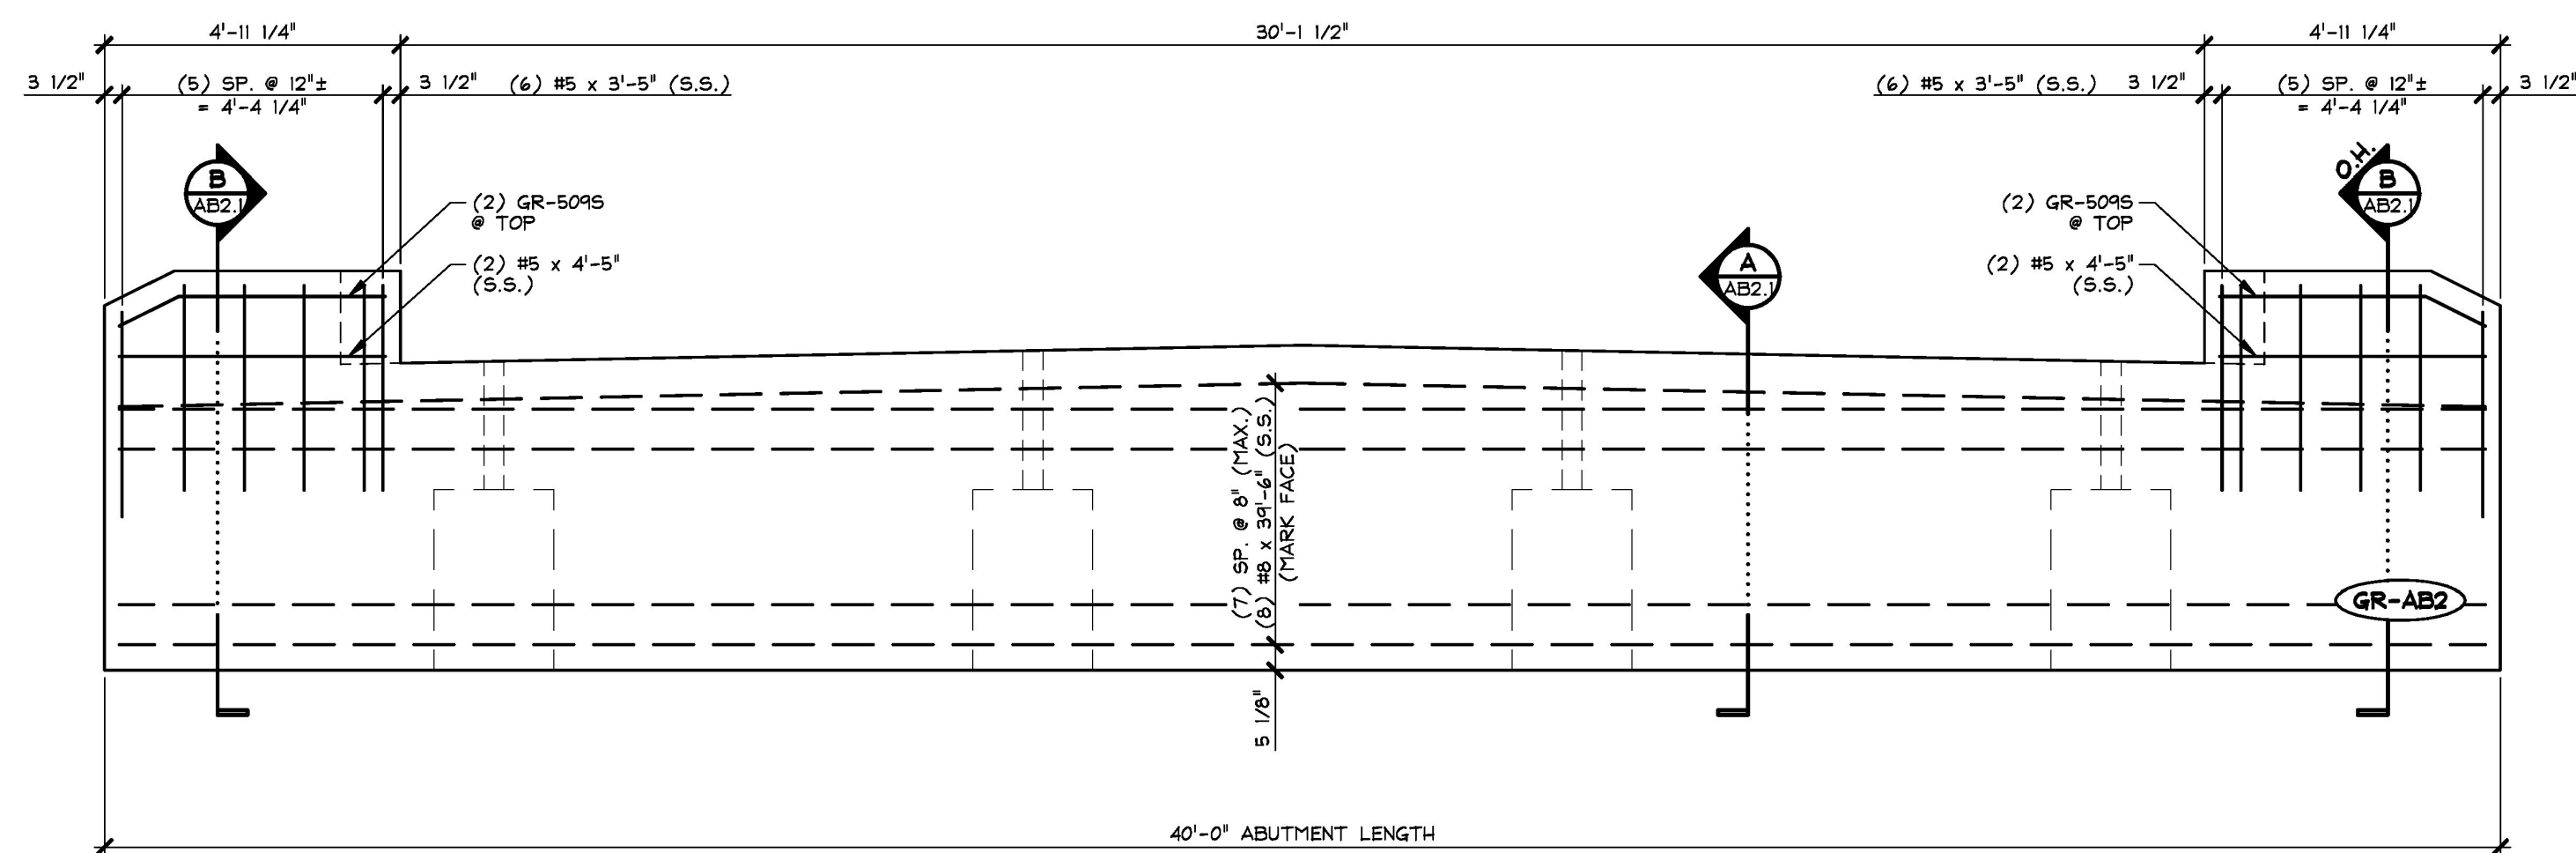 4'-11 1/4"
30'-1 1/2"
4'-11 1/4"
3 1/2"
(5) SP. @ 12"±
= 4'-4 1/4"
3 1/2"
(6) #5 x 3'-5" (S.S.)
(6) #5 x 3'-5" (S.S.)
3 1/2"
(5) SP. @ 12"±
= 4'-4 1/4"
3 1/2"
B
AB2.1
(2) GR-509S
@ TOP
(2) #5 x 4'-5"
(S.S.)
A
AB2.1
(2) GR-509S
@ TOP
(2) #5 x 4'-5"
(S.S.)
O.H.
B
AB2.1
(7) SP. @ 8" (MAX.)
(8) #8 x 39'-6" (S.S.)
(MARK FACE)
5 1/8"
GR-AB2
40'-0" ABUTMENT LENGTH